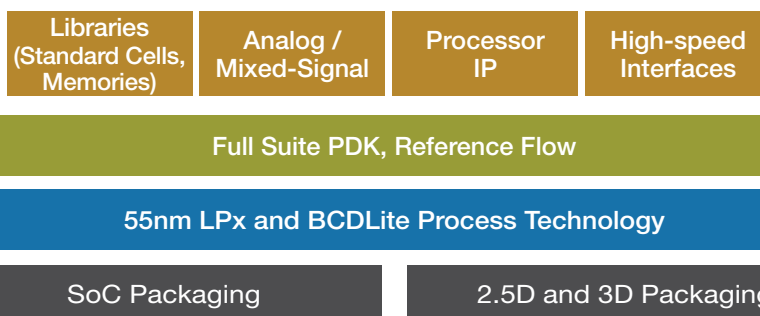 Libraries
(Standard Cells,
Memories)
Analog /
Mixed-Signal
Processor
IP
High-speed
Interfaces
Full Suite PDK, Reference Flow
55nm LPx and BCDLite Process Technology
SoC Packaging
2.5D and 3D Packaging